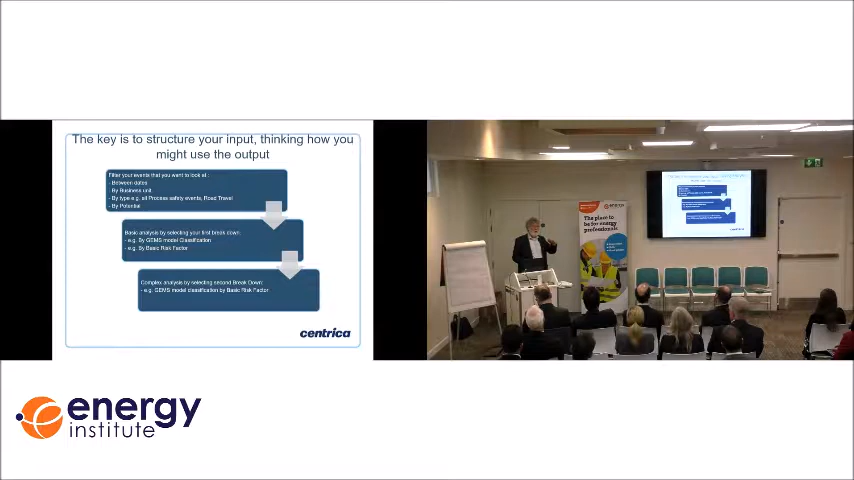 The key is to structure your input, thinking how you
might use the output
Filter your events that you want to look at :
- Between dates
- By Business unit
- By type e.g. all Process safety events, Road Travel
- By Potential
Basic analysis by selecting your first break down:
- e.g. By GEMS model Classification
- e.g. By Basic Risk Factor
Complex analysis by selecting second Break Down:
- e.g. GEMS model classification by Basic Risk Factor
centrica
energy
The place to
be for energy
professionals
energy
institute